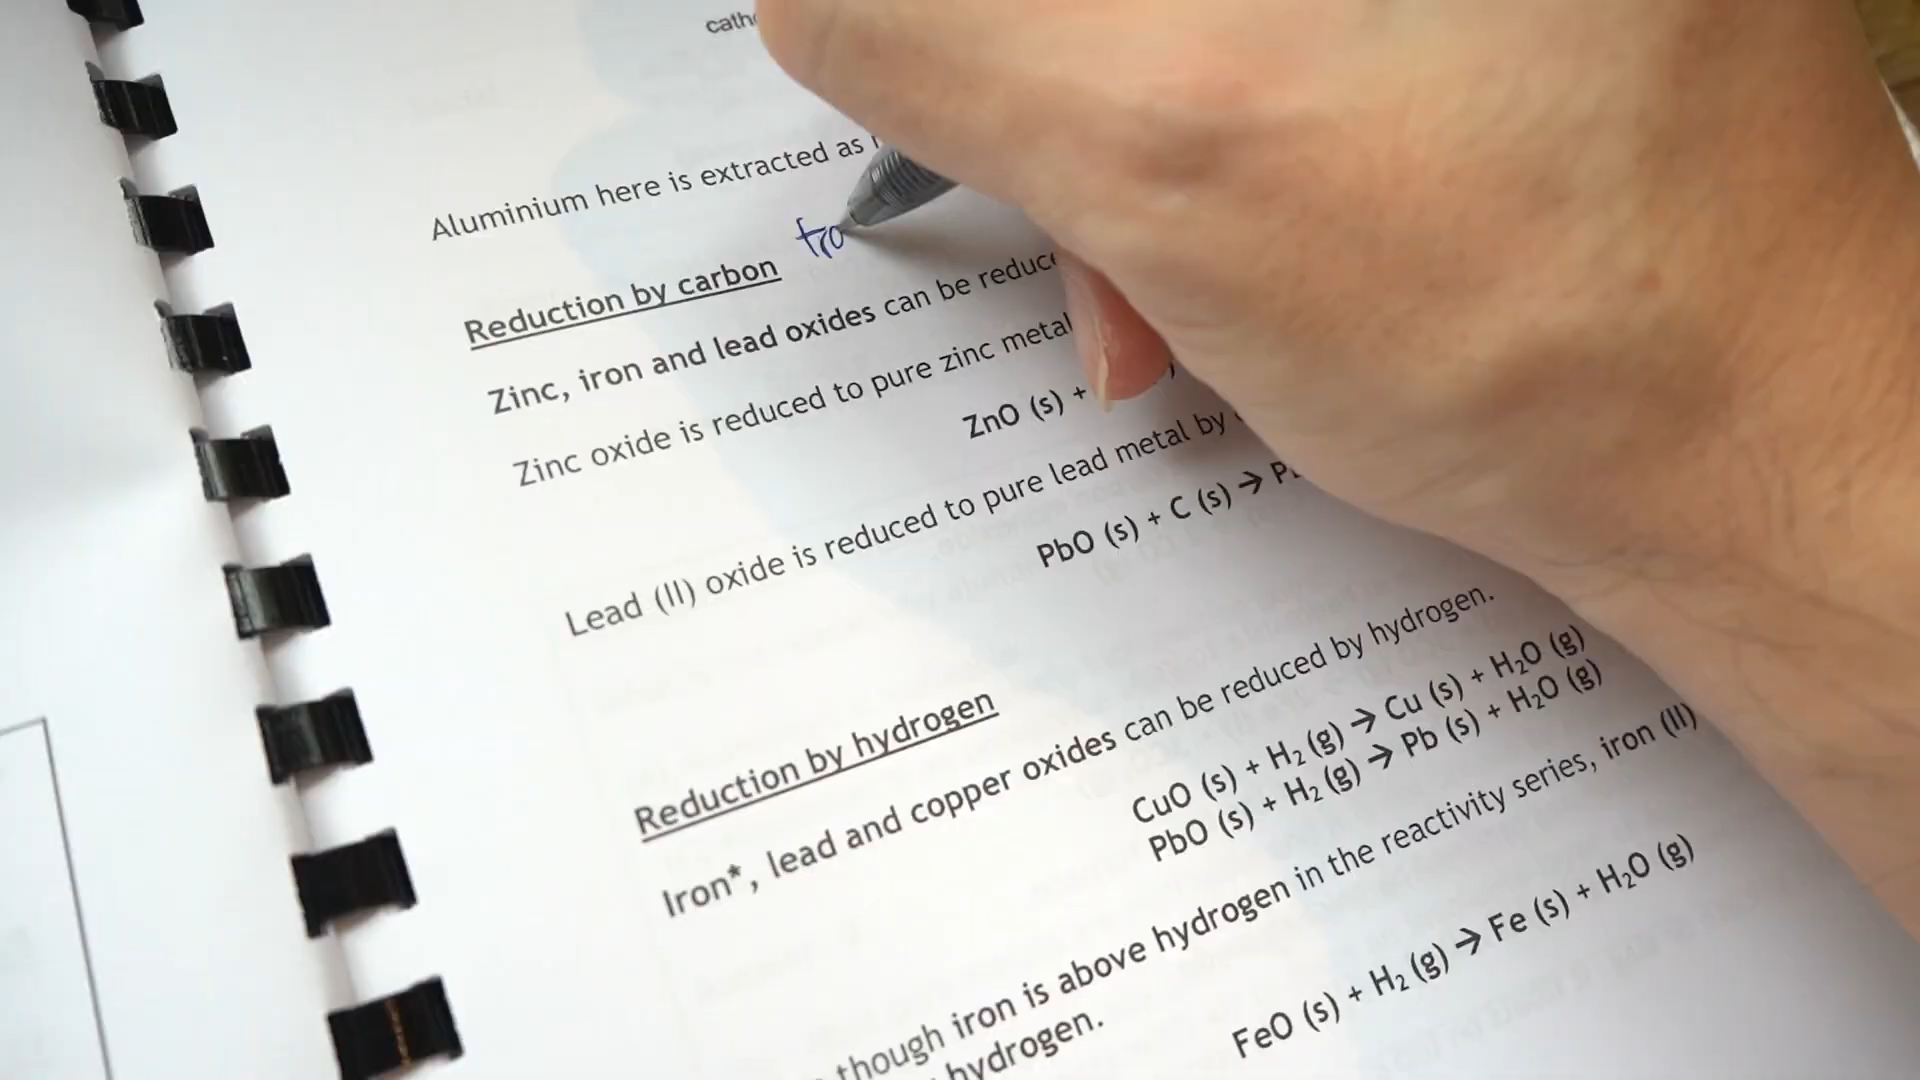 Aluminium here is extracted as
Reduction by carbon fro
Zinc, iron and lead oxides can be reduce
Zinc oxide is reduced to pure zinc metal
ZnO (s) +
Lead (II) oxide is reduced to pure lead metal by
PbO (s) + C (s) → P
Reduction by hydrogen
Iron*, lead and copper oxides can be reduced by hydrogen.
CuO (s) + H₂ (g) → Cu (s) + H₂O (g)
PbO (s) + H₂ (g) → Pb (s) + H₂O (g)
though iron is above hydrogen in the reactivity series, iron (II)
hydrogen.
FeO (s) + H₂ (g) → Fe (s) + H₂O (g)